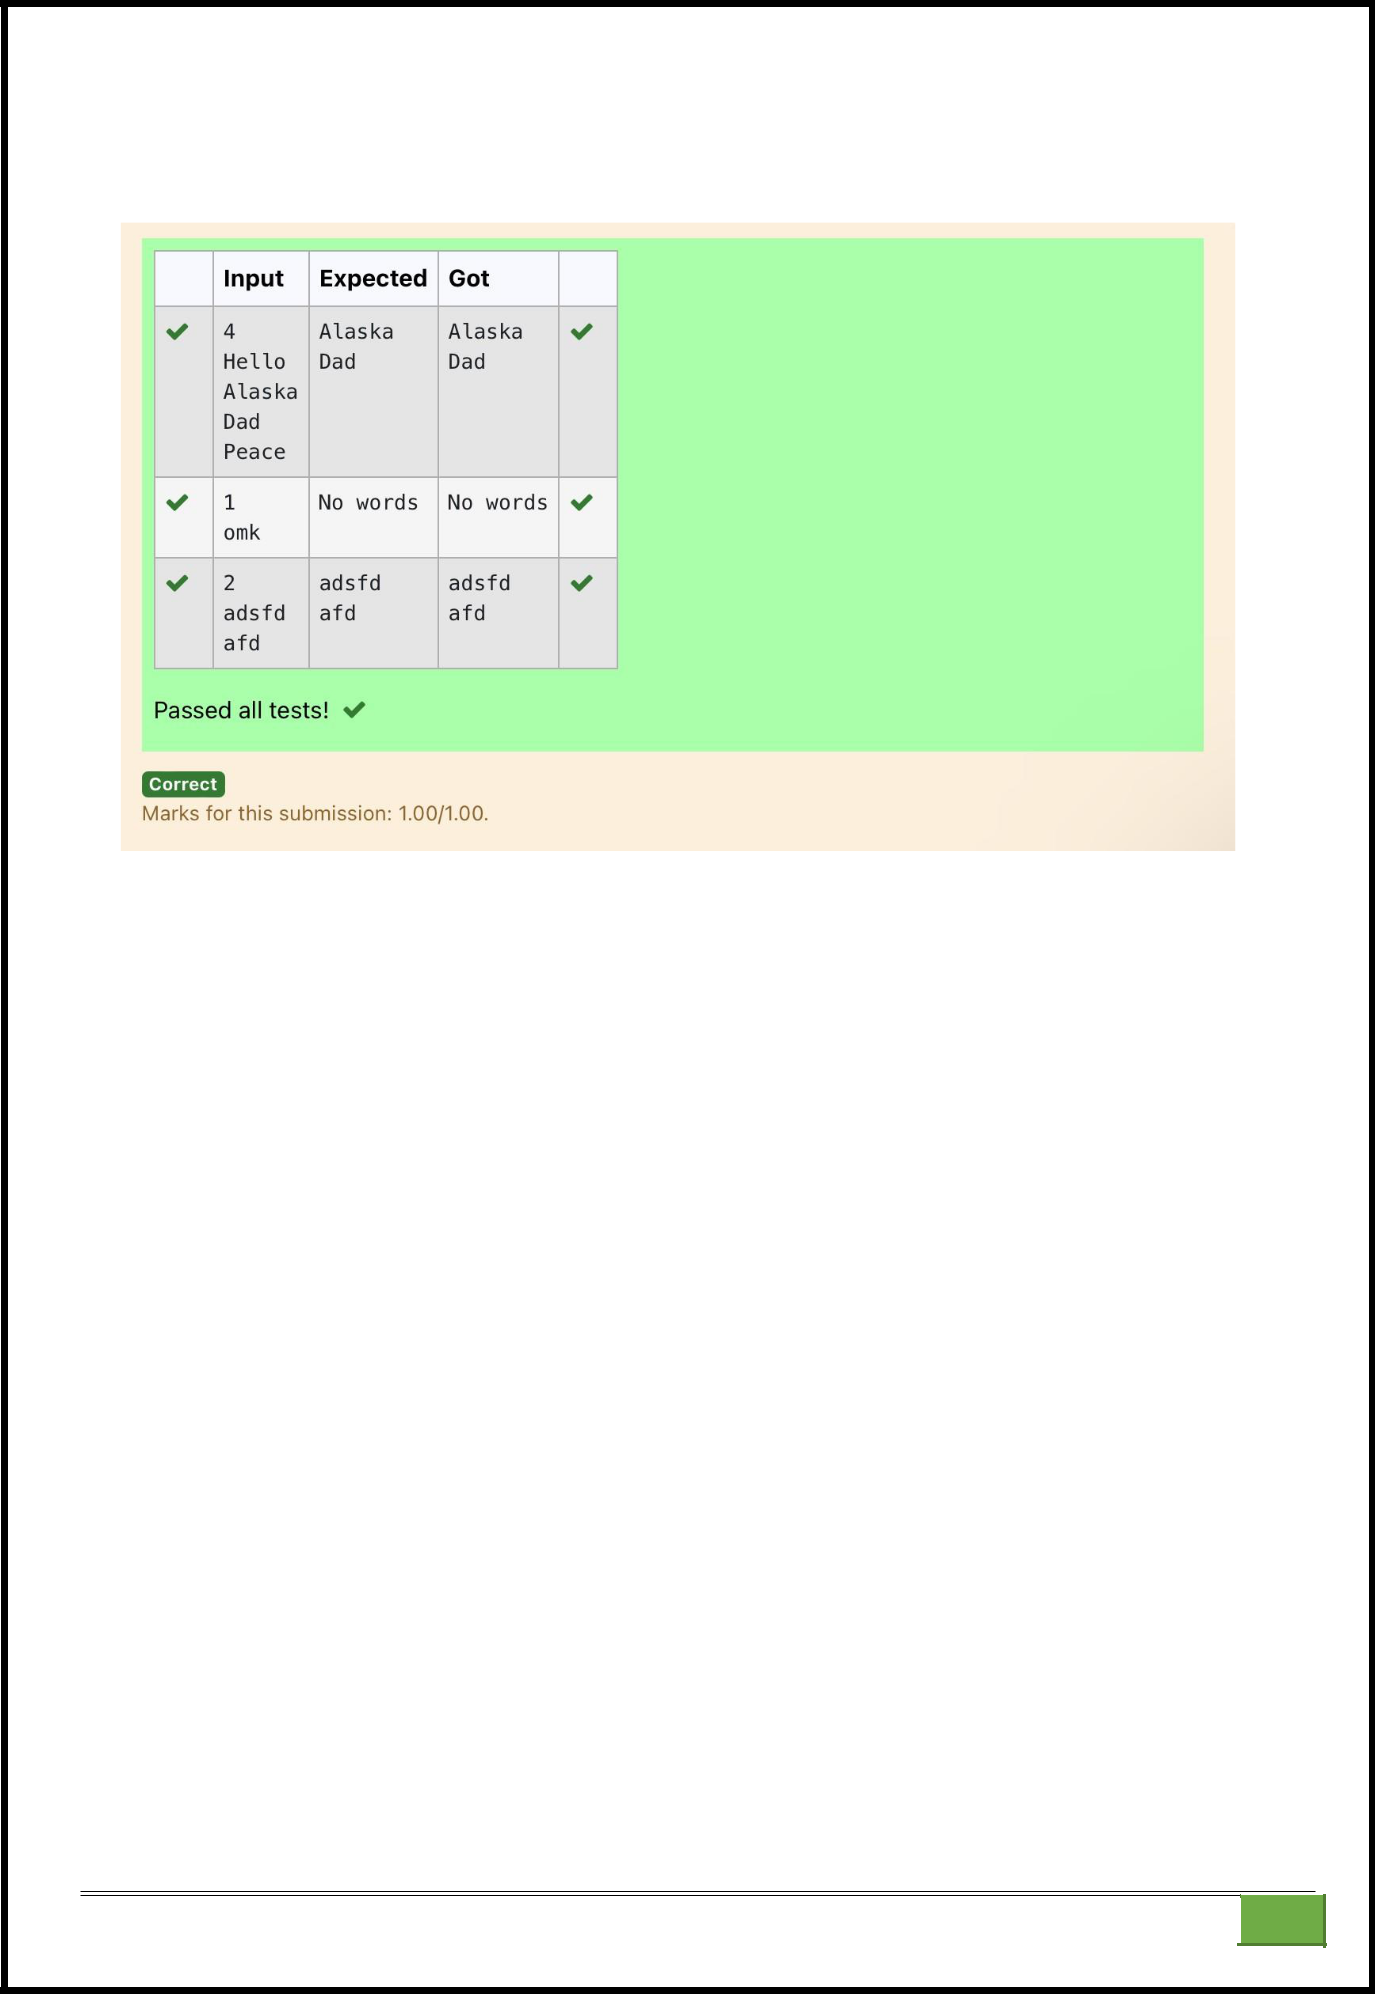 Input Expected Got
4 Alaska Alaska
Hello Dad Dad
Alaska
Dad
Peace
1 No words No words
omk
2 adsfd adsfd
adsfd afd afd
afd
Passed all tests!
Correct
Marks for this submission: 1.00/1.00.